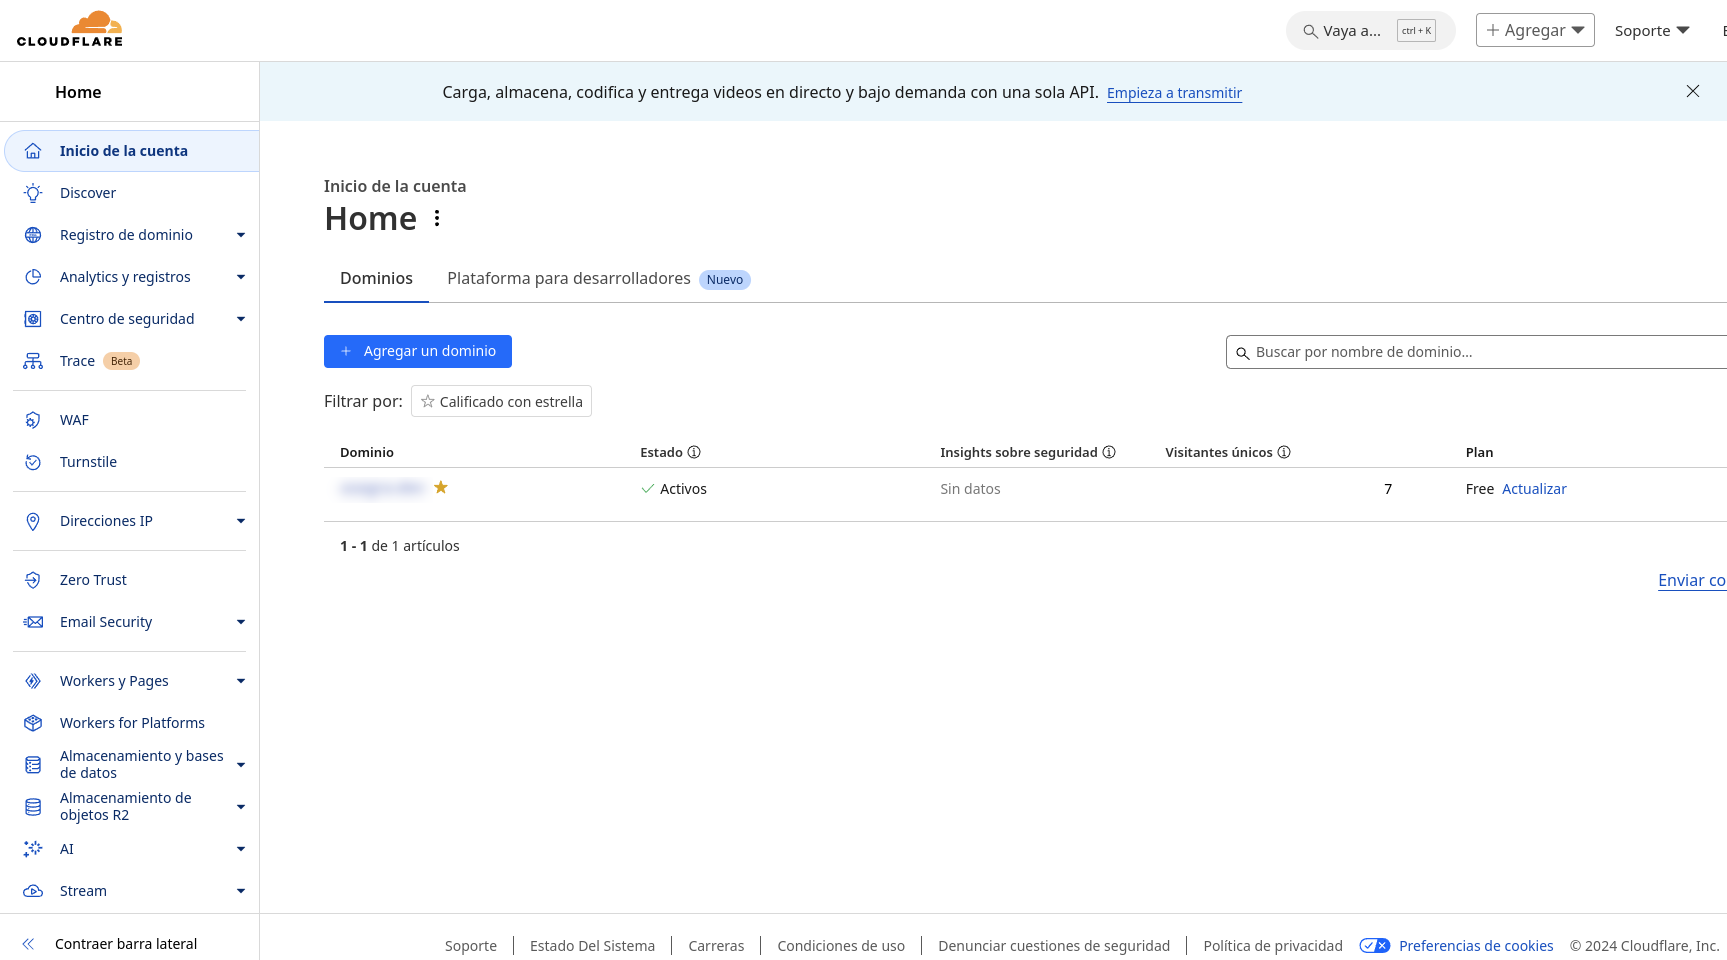 CLOUDFLARE
Vaya a...
ctrl + K
Agregar
Soporte
Home
Carga, almacena, codifica y entrega videos en directo y bajo demanda con una sola API. Empieza a transmitir
Inicio de la cuenta
Discover
Registro de dominio
Analytics y registros
Centro de seguridad
Trace Beta
WAF
Turnstile
Direcciones IP
Zero Trust
Email Security
Workers y Pages
Workers for Platforms
Almacenamiento y bases
de datos
Almacenamiento de
objetos R2
AI
Stream
Contraer barra lateral
Inicio de la cuenta
Home
Dominios
Plataforma para desarrolladores Nuevo
Agregar un dominio
Buscar por nombre de dominio...
Filtrar por: Calificado con estrella
Dominio Estado Insights sobre seguridad Visitantes únicos Plan
Activos Sin datos 7 Free Actualizar
1 - 1 de 1 artículos
Enviar co
Soporte Estado Del Sistema Carreras Condiciones de uso Denunciar cuestiones de seguridad Política de privacidad Preferencias de cookies © 2024 Cloudflare, Inc.